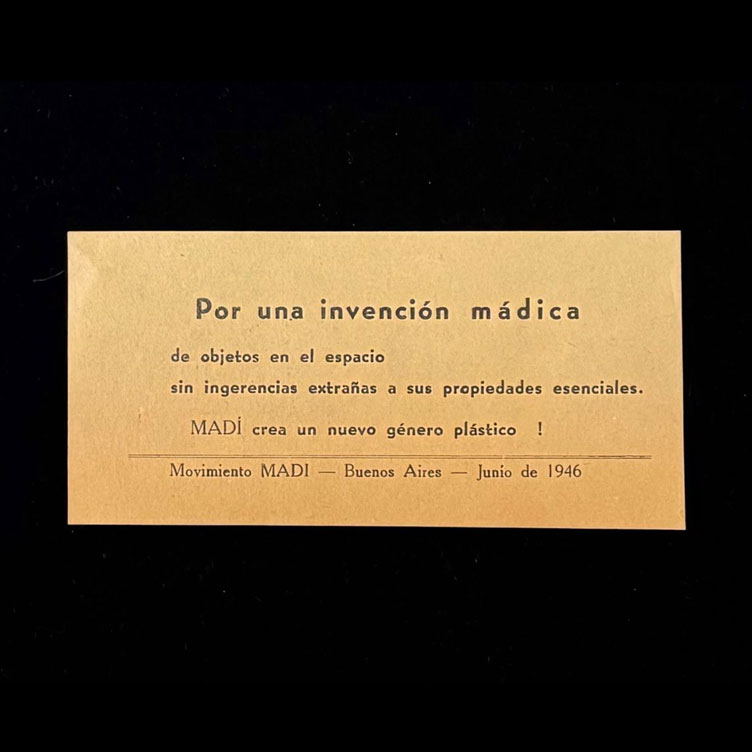 Por una invención mádica
de objetos en el espacio
sin ingerencias extrañas a sus propiedades esenciales.
MADÍ crea un nuevo género plástico !
Movimiento MADI — Buenos Aires — Junio de 1946